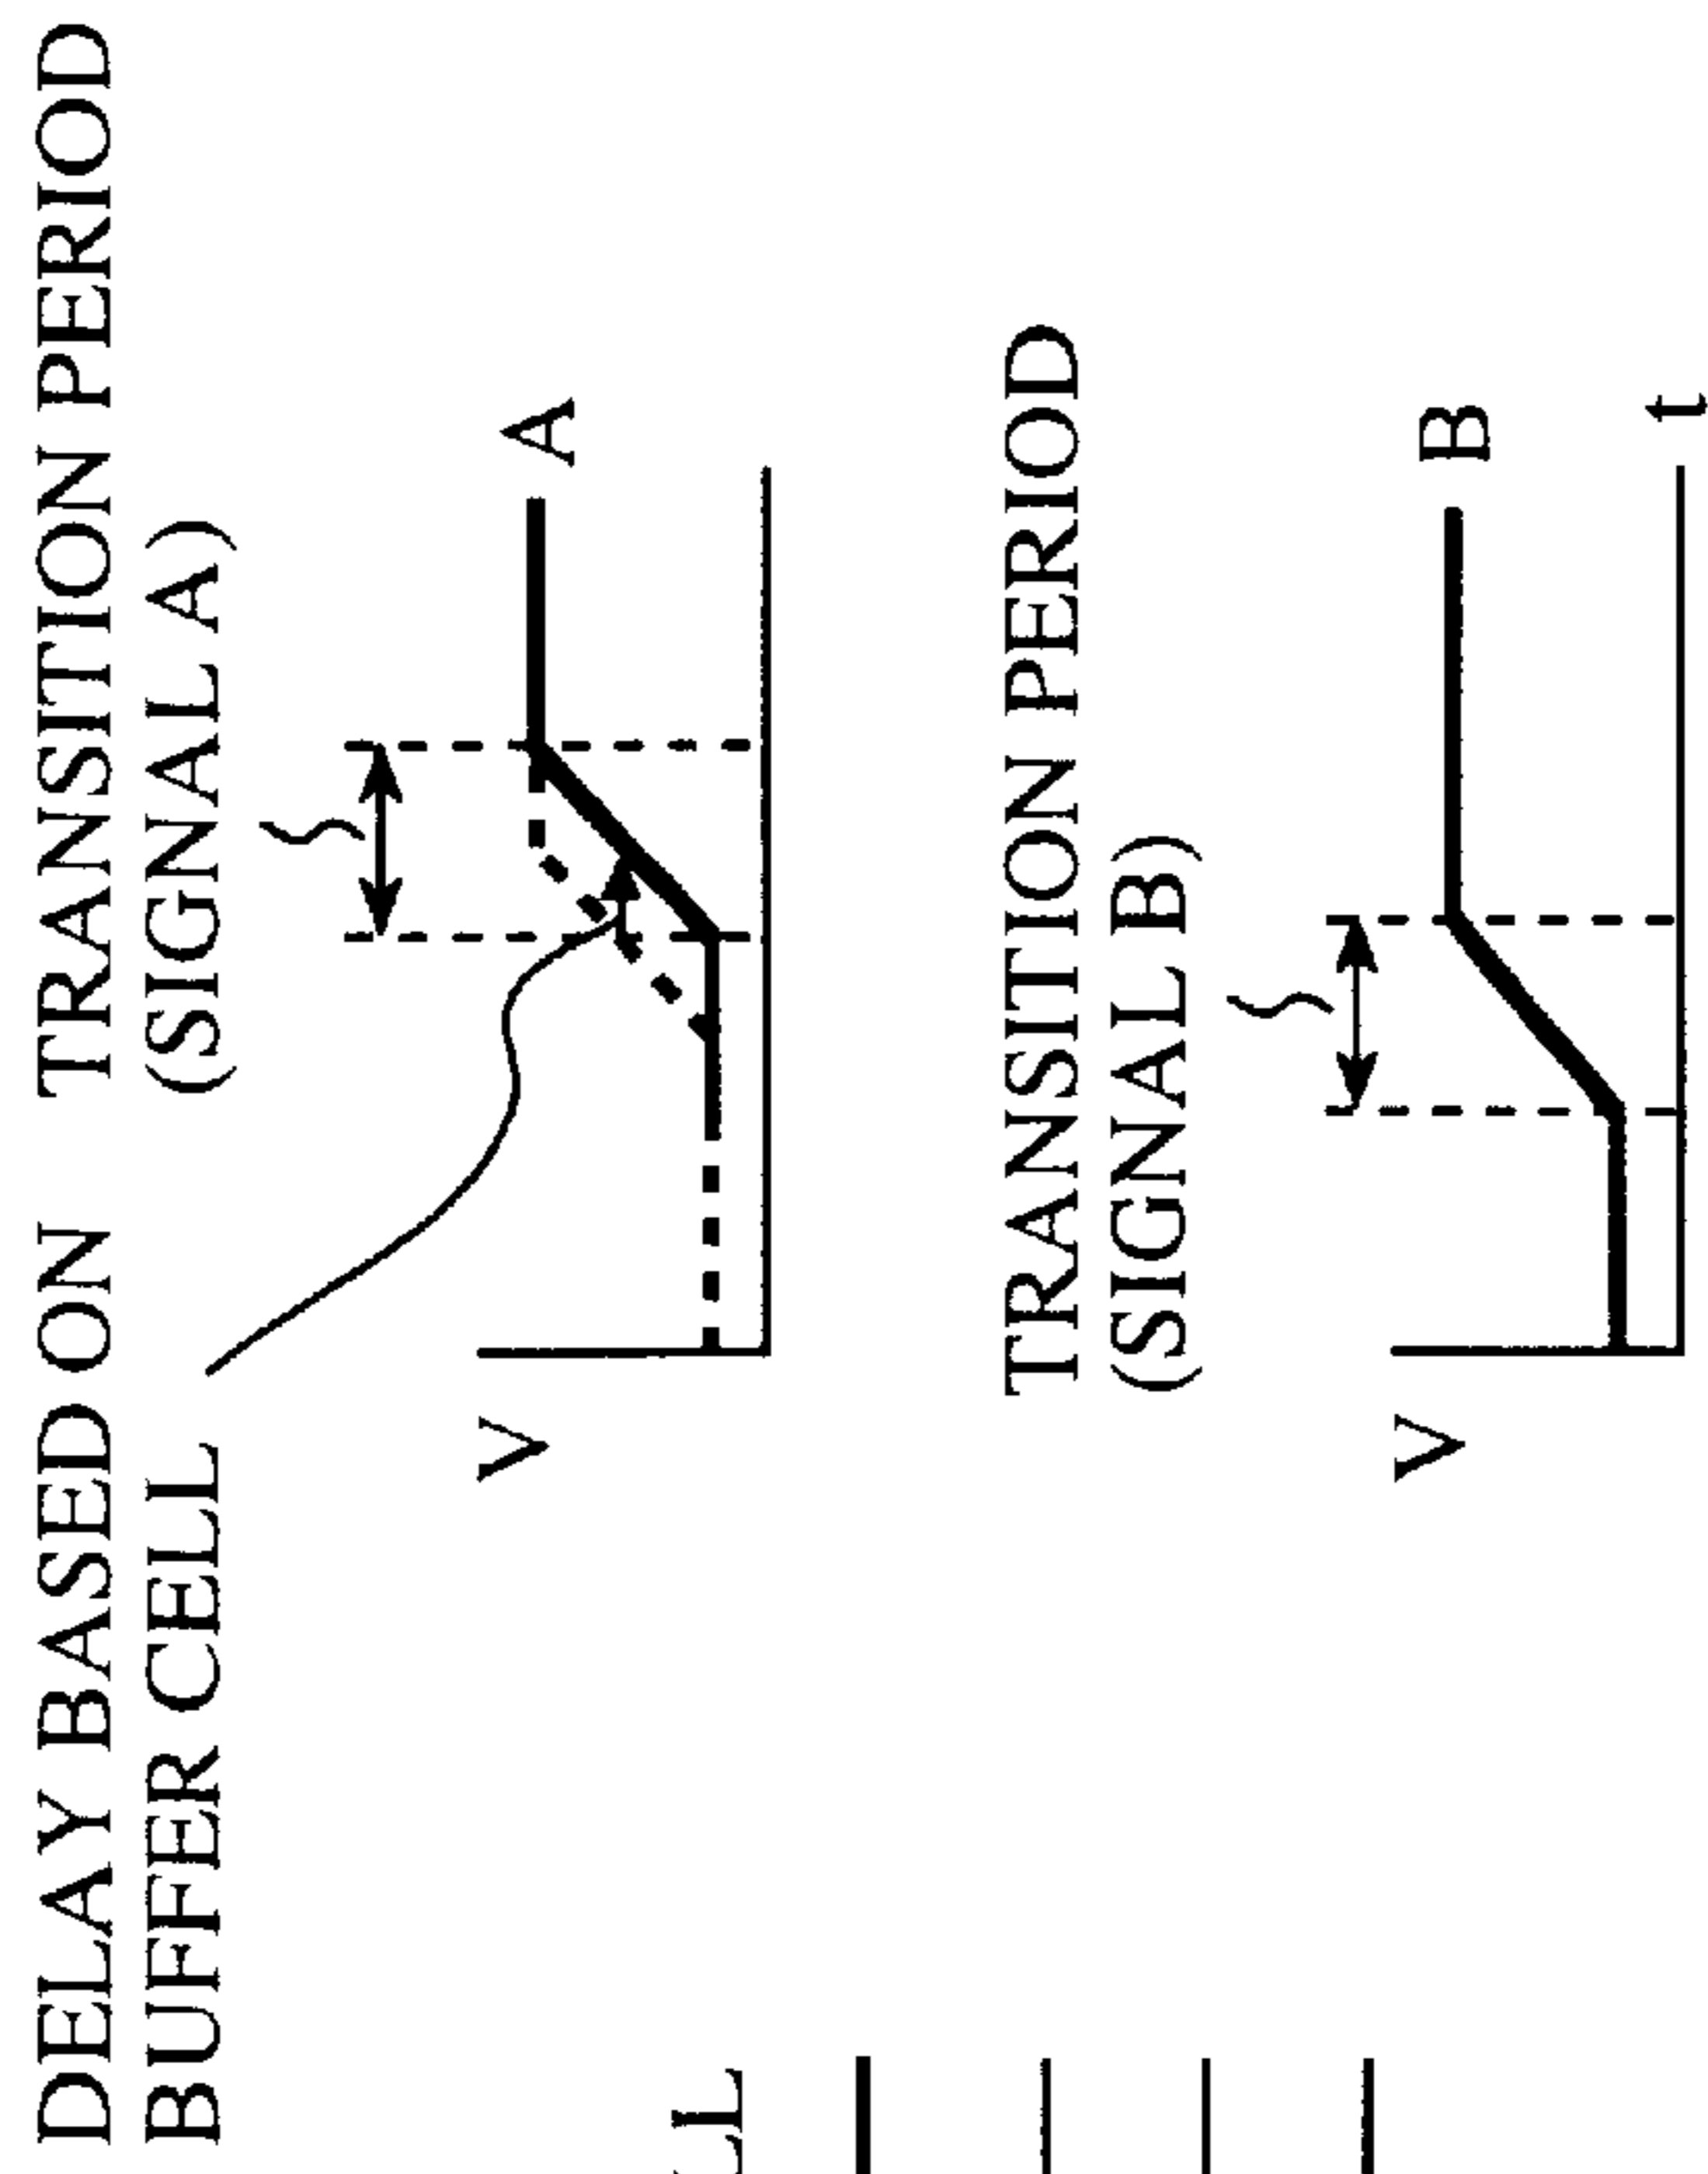 DELAY BASED ON
BUFFER CELL
TRANSITION PERIOD
(SIGNAL A)
V
A
TRANSITION PERIOD
(SIGNAL B)
V
B
t